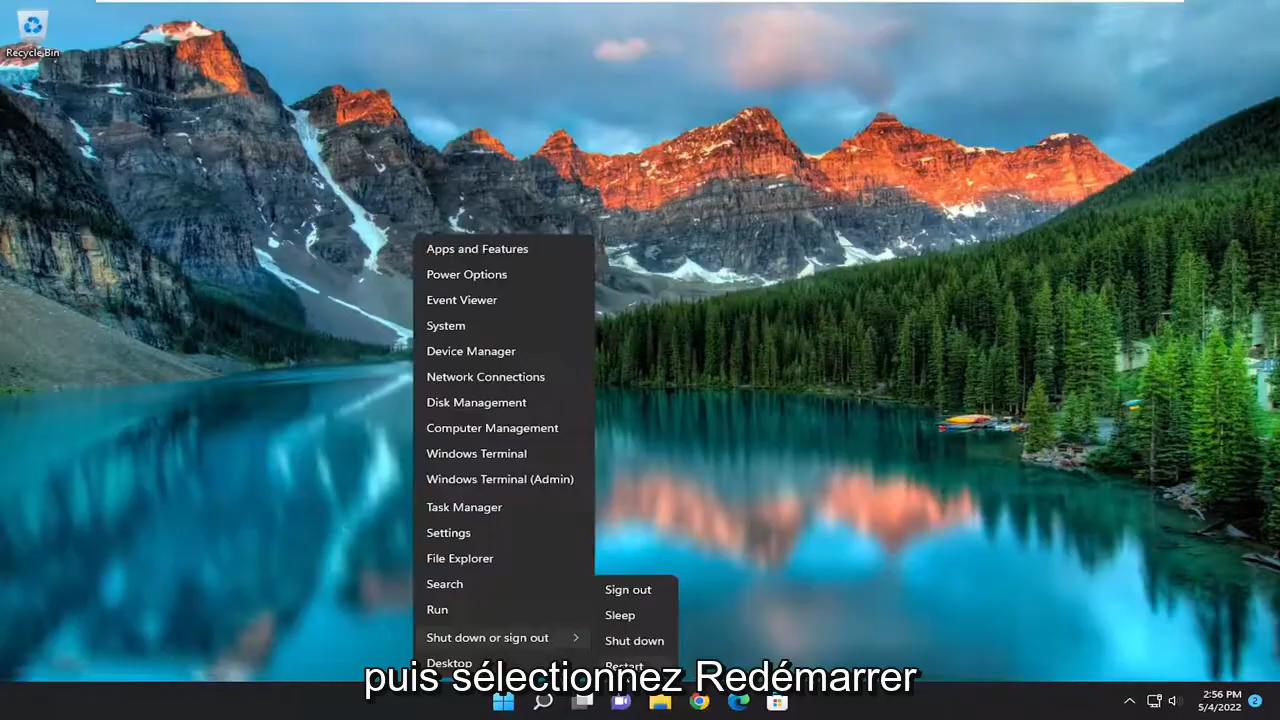 Recycle Bin
Apps and Features
Power Options
Event Viewer
System
Device Manager
Network Connections
Disk Management
Computer Management
Windows Terminal
Windows Terminal (Admin)
Task Manager
Settings
File Explorer
Search
Run
Shut down or sign out
Desktop
Sign out
Sleep
Shut down
Restart
puis sélectionnez Redémarrer
2:56 PM
5/4/2022
2